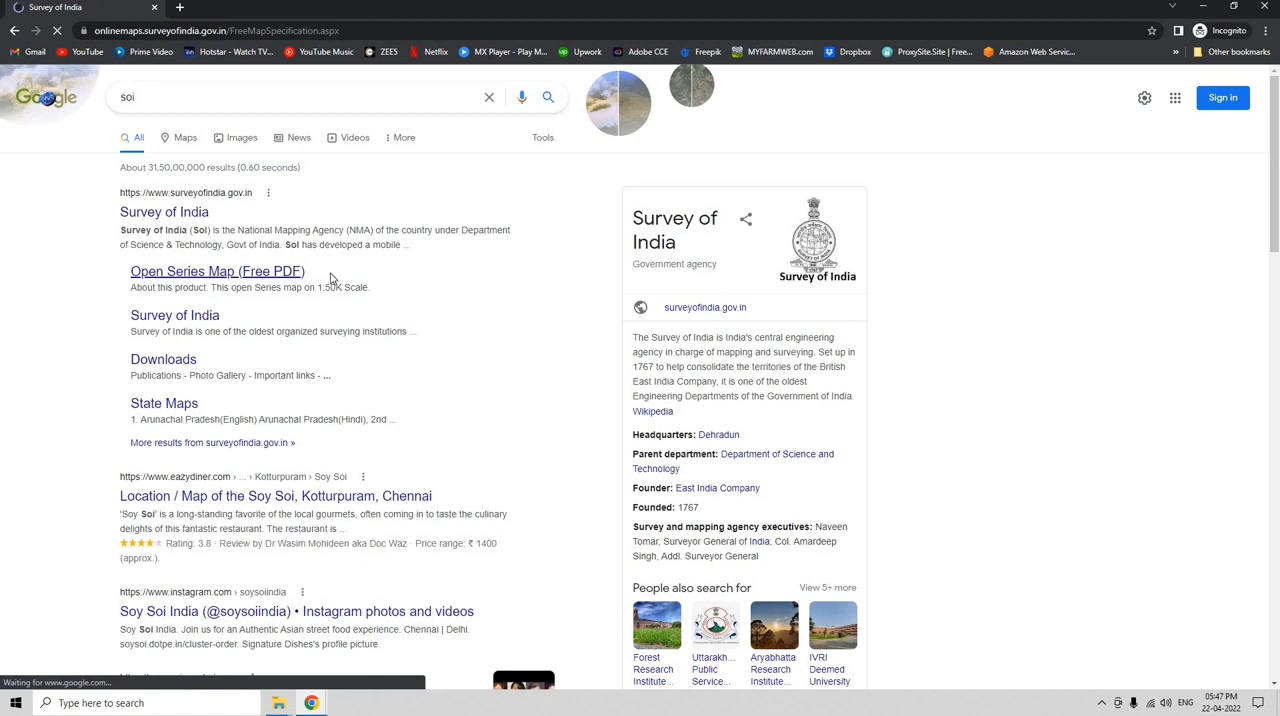 Survey of India
onlinemaps.surveyofindia.gov.in/FreeMapSpecification.aspx
Incognito
Gmail YouTube Prime Video Hotstar - Watch TV... YouTube Music ZEE5 Netflix MX Player - Play Mo... Upwork Adobe CCE Freepik MYFARMWEB.com Dropbox ProxySite.Site | Free... Amazon Web Servic... » Other bookmarks
Google
soi
Sign in
All Maps Images News Videos More Tools
About 31,50,00,000 results (0.60 seconds)
https://www.surveyofindia.gov.in
Survey of India
Survey of India (SoI) is the National Mapping Agency (NMA) of the country under Department
of Science & Technology, Govt of India. SoI has developed a mobile ...
Open Series Map (Free PDF)
About this product. This open Series map on 1:50K Scale.
Survey of India
Survey of India is one of the oldest organized surveying institutions ...
Downloads
Publications - Photo Gallery - Important links - ...
State Maps
1. Arunachal Pradesh(English) Arunachal Pradesh(Hindi), 2nd ...
More results from surveyofindia.gov.in »
https://www.eazydiner.com › ... › Kotturpuram › Soy Soi
Location / Map of the Soy Soi, Kotturpuram, Chennai
'Soy Soi' is a long-standing favorite of the local gourmets, often coming in to taste the culinary
delights of this fantastic restaurant. The restaurant is ...
Rating: 3.8 · Review by Dr Wasim Mohideen aka Doc Waz · Price range: ₹ 1400
(approx.).
https://www.instagram.com › soysoiindia
Soy Soi India (@soysoiindia) • Instagram photos and videos
Soy Soi India. Join us for an Authentic Asian street food experience. Chennai | Delhi.
soysoi.dotpe.in/cluster-order. Signature Dishes's profile picture.
Survey of
India
Government agency
Survey of India
surveyofindia.gov.in
The Survey of India is India's central engineering
agency in charge of mapping and surveying. Set up in
1767 to help consolidate the territories of the British
East India Company, it is one of the oldest
Engineering Departments of the Government of India.
Wikipedia
Headquarters: Dehradun
Parent department: Department of Science and
Technology
Founder: East India Company
Founded: 1767
Survey and mapping agency executives: Naveen
Tomar, Surveyor General of India; Col. Amardeep
Singh, Addl. Surveyor General
People also search for View 5+ more
Forest
Research
Institute...
Uttarakh...
Public
Service...
Aryabhatta
Research
Institute...
IVRI
Deemed
University
Waiting for www.google.com...
Type here to search
ENG
05:47 PM
22-04-2022